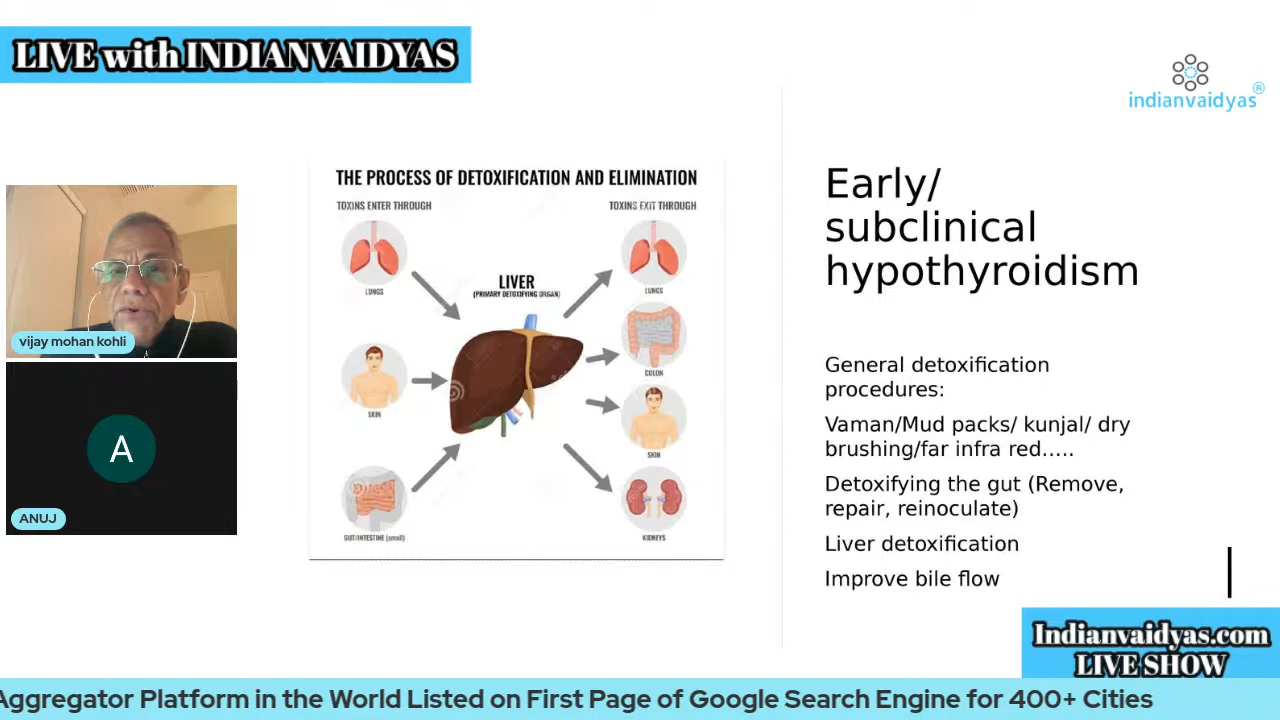 LIVE with INDIANVAIDYAS
indianvaidyas®
vijay mohan kohli
A
ANUJ
THE PROCESS OF DETOXIFICATION AND ELIMINATION
TOXINS ENTER THROUGH
TOXINS EXIT THROUGH
LUNGS
SKIN
GUT/INTESTINE (small)
LIVER
(PRIMARY DETOXIFYING ORGAN)
LUNGS
COLON
SKIN
KIDNEYS
Early/
subclinical
hypothyroidism
General detoxification
procedures:
Vaman/Mud packs/ kunjal/ dry
brushing/far infra red.....
Detoxifying the gut (Remove,
repair, reinoculate)
Liver detoxification
Improve bile flow
Indianvaidyas.com
LIVE SHOW
Aggregator Platform in the World Listed on First Page of Google Search Engine for 400+ Cities